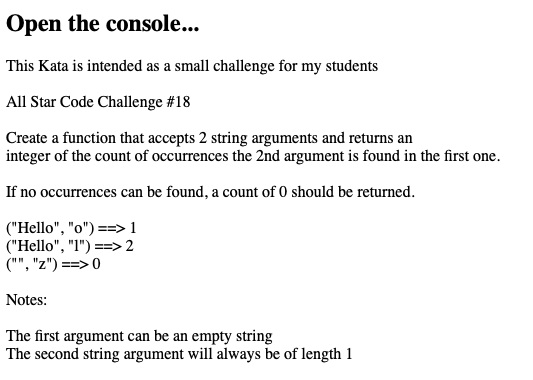 Open the console...
This Kata is intended as a small challenge for my students
All Star Code Challenge #18
Create a function that accepts 2 string arguments and returns an
integer of the count of occurrences the 2nd argument is found in the first one.
If no occurrences can be found, a count of 0 should be returned.
("Hello", "o") ==> 1
("Hello", "l") ==> 2
("", "z") ==> 0
Notes:
The first argument can be an empty string
The second string argument will always be of length 1